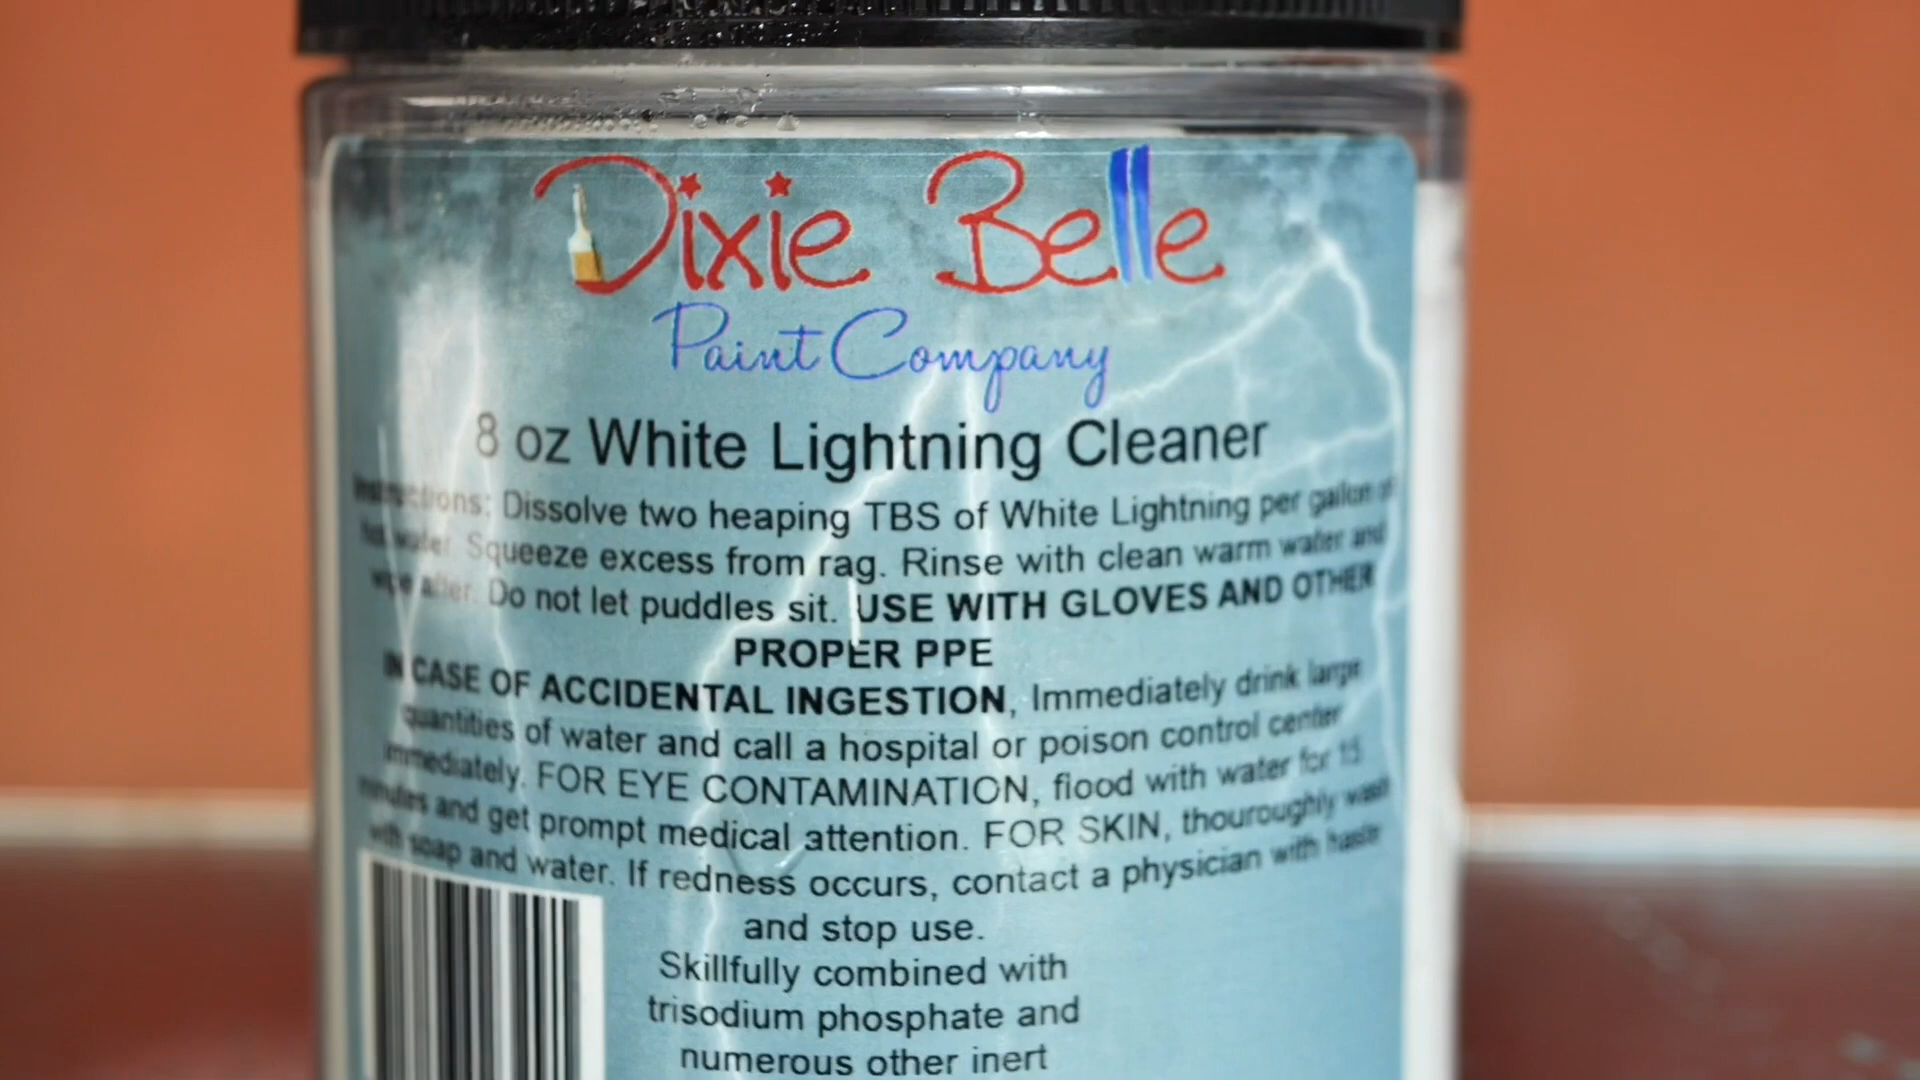 Dixie Belle
Paint Company
8 oz White Lightning Cleaner
Instructions: Dissolve two heaping TBS of White Lightning per gallon of
hot water. Squeeze excess from rag. Rinse with clean warm water and
wipe after. Do not let puddles sit. USE WITH GLOVES AND OTHER
PROPER PPE
IN CASE OF ACCIDENTAL INGESTION, Immediately drink large
quantities of water and call a hospital or poison control center
immediately. FOR EYE CONTAMINATION, flood with water for 15
minutes and get prompt medical attention. FOR SKIN, thouroughly wash
with soap and water. If redness occurs, contact a physician with haste
and stop use.
Skillfully combined with
trisodium phosphate and
numerous other inert